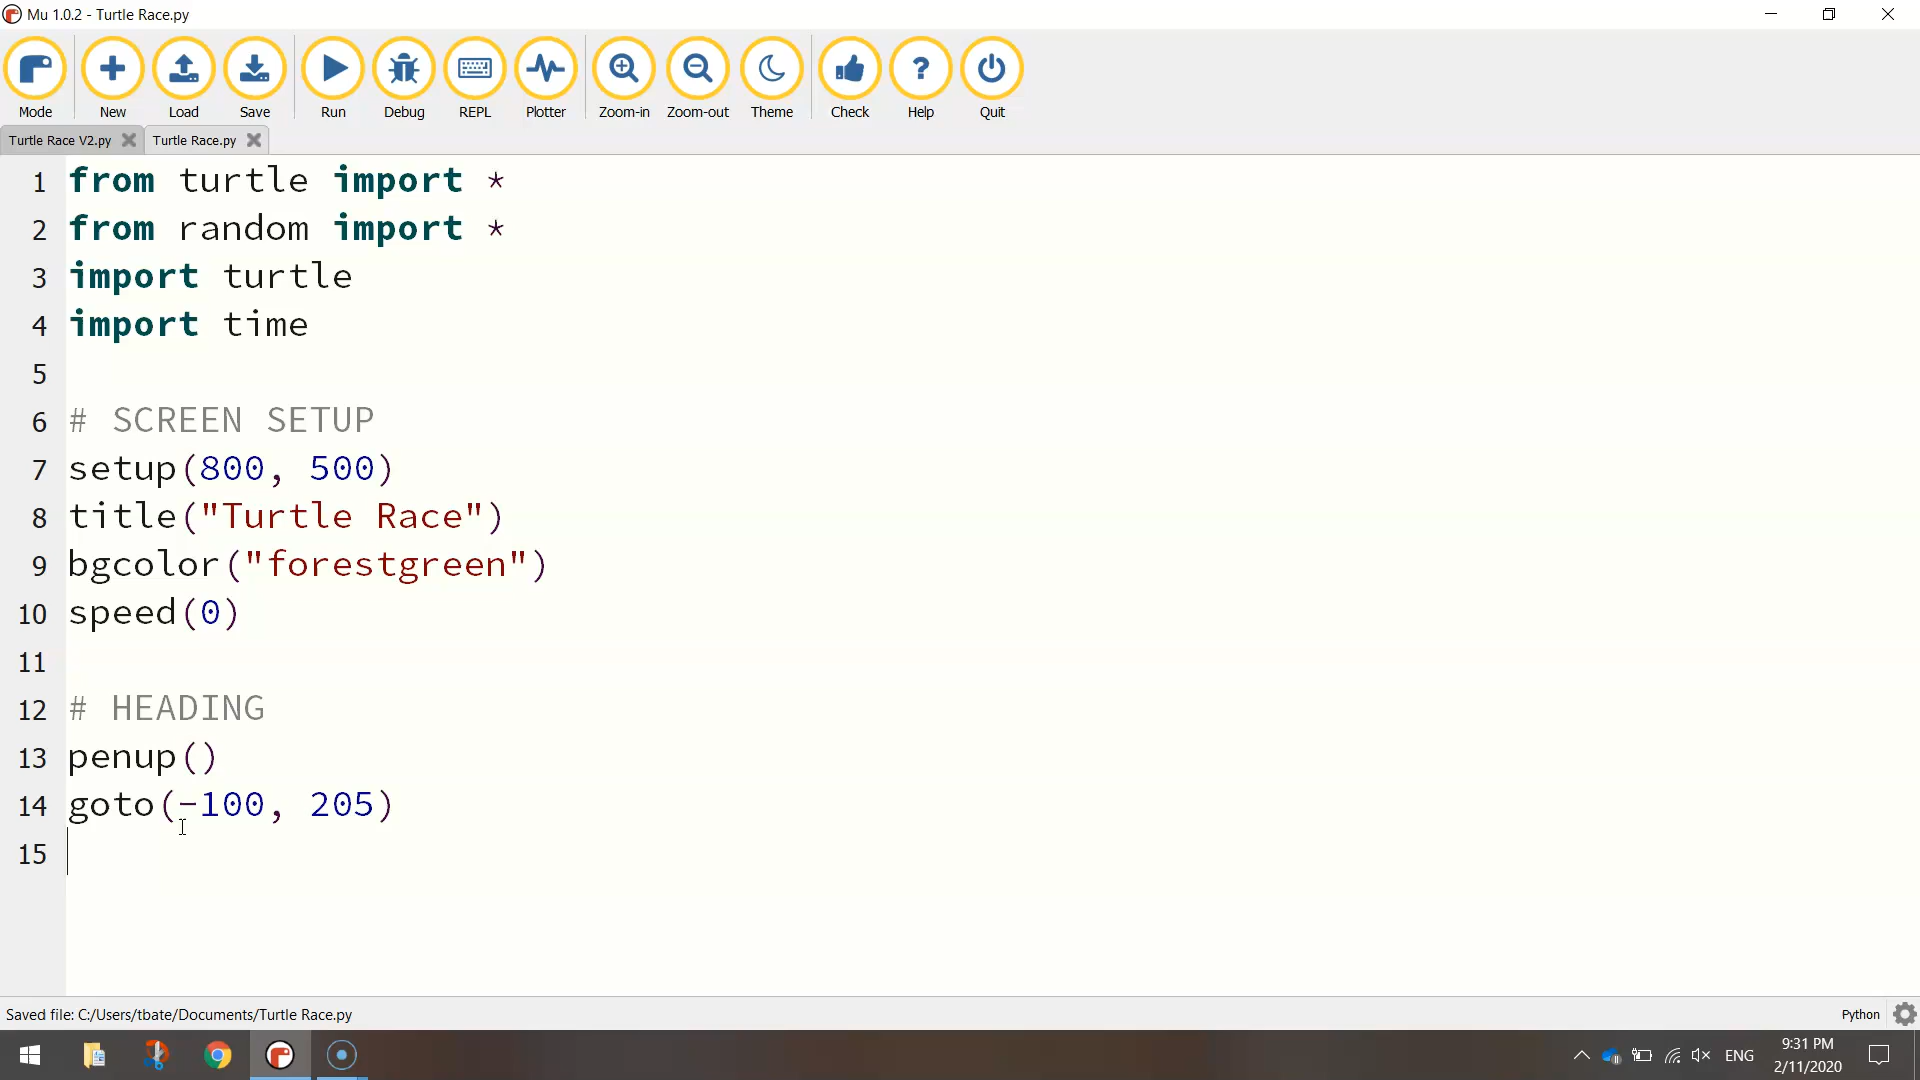 Mu 1.0.2 - Turtle Race.py
Mode New Load Save Run Debug REPL Plotter Zoom-in Zoom-out Theme Check Help Quit
Turtle Race V2.py Turtle Race.py
1 from turtle import *
2 from random import *
3 import turtle
4 import time
5
6 # SCREEN SETUP
7 setup(800, 500)
8 title("Turtle Race")
9 bgcolor("forestgreen")
10 speed(0)
11
12 # HEADING
13 penup()
14 goto(-100, 205)
15
Saved file: C:/Users/tbate/Documents/Turtle Race.py Python
ENG 9:31 PM
2/11/2020